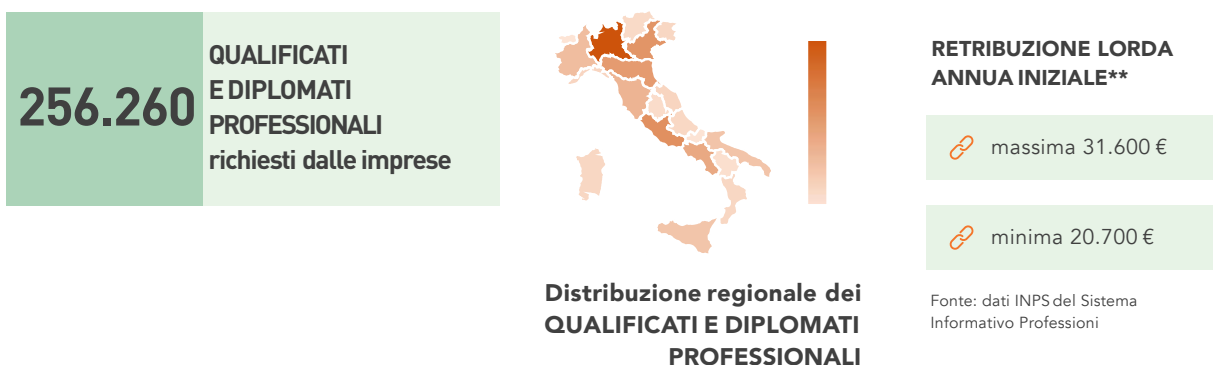 256.260
QUALIFICATI
E DIPLOMATI
PROFESSIONALI
richiesti dalle imprese
Distribuzione regionale dei
QUALIFICATI E DIPLOMATI
PROFESSIONALI
RETRIBUZIONE LORDA
ANNUA INIZIALE**
massima 31.600 €
minima 20.700 €
Fonte: dati INPS del Sistema
Informativo Professioni